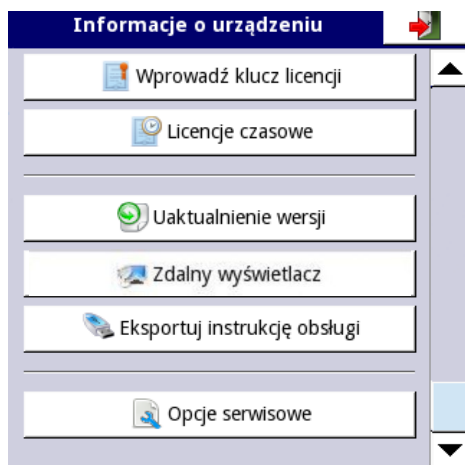 Informacje o urządzeniu
Wprowadź klucz licencji
Licencje czasowe
Uaktualnienie wersji
Zdalny wyświetlacz
Eksportuj instrukcję obsługi
Opcje serwisowe